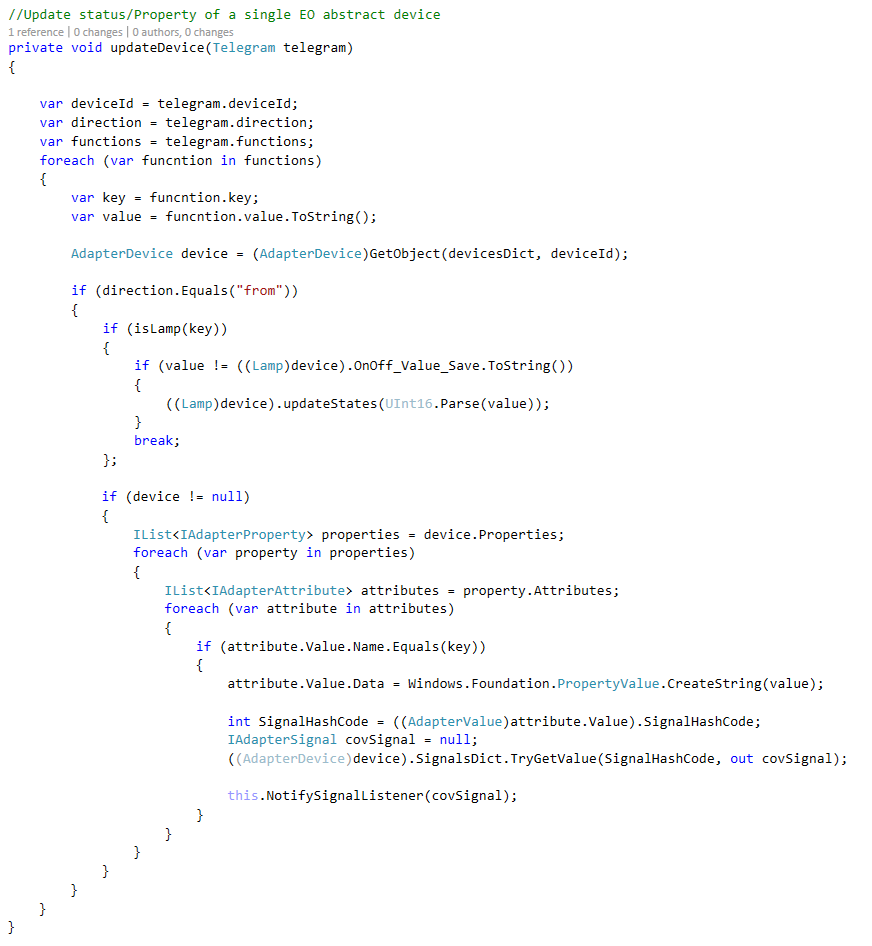 //Update status/Property of a single EO abstract device
1 reference | 0 changes | 0 authors, 0 changes
private void updateDevice(Telegram telegram)
{
var deviceId = telegram.deviceId;
var direction = telegram.direction;
var functions = telegram.functions;
foreach (var funcntion in functions)
{
var key = funcntion.key;
var value = funcntion.value.ToString();
AdapterDevice device = (AdapterDevice)GetObject(devicesDict, deviceId);
if (direction.Equals("from"))
{
if (isLamp(key))
{
if (value != ((Lamp)device).OnOff_Value_Save.ToString())
{
((Lamp)device).updateStates(UInt16.Parse(value));
}
break;
};
if (device != null)
{
IList<IAdapterProperty> properties = device.Properties;
foreach (var property in properties)
{
IList<IAdapterAttribute> attributes = property.Attributes;
foreach (var attribute in attributes)
{
if (attribute.Value.Name.Equals(key))
{
attribute.Value.Data = Windows.Foundation.PropertyValue.CreateString(value);
int SignalHashCode = ((AdapterValue)attribute.Value).SignalHashCode;
IAdapterSignal covSignal = null;
((AdapterDevice)device).SignalsDict.TryGetValue(SignalHashCode, out covSignal);
this.NotifySignalListener(covSignal);
}
}
}
}
}
}
}